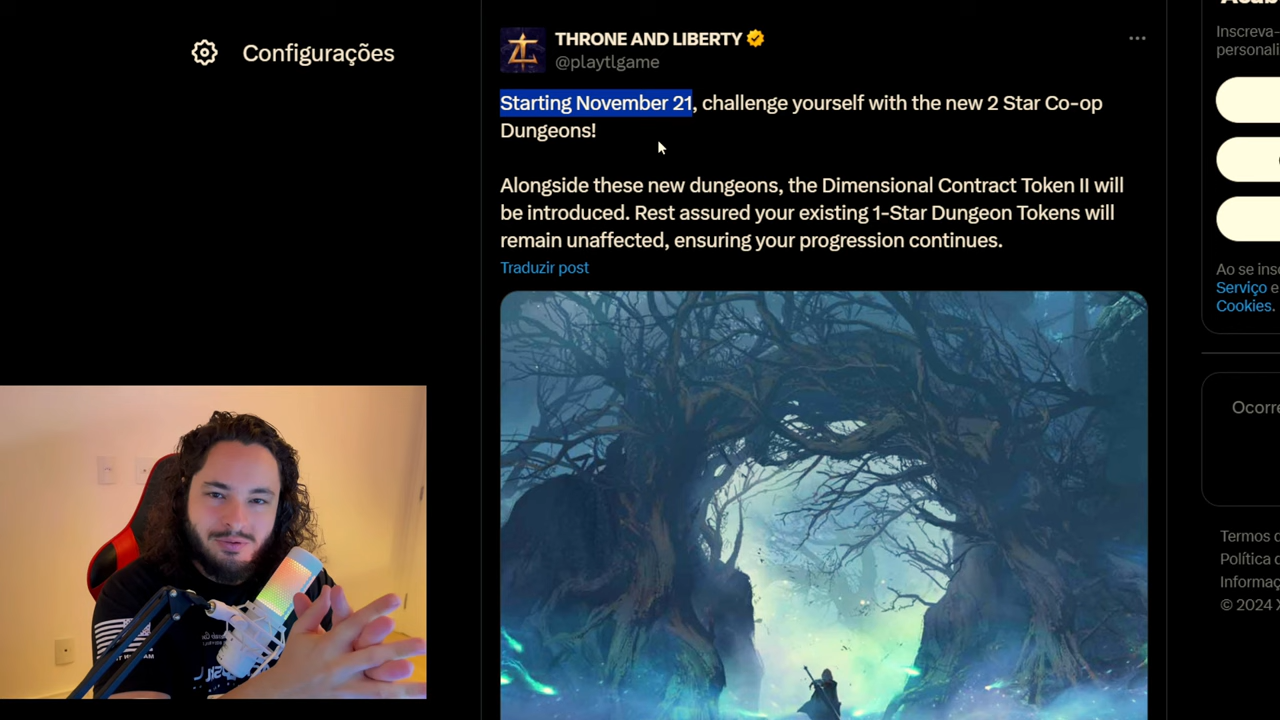 Configurações
THRONE AND LIBERTY
@playtlgame
Starting November 21, challenge yourself with the new 2 Star Co-op
Dungeons!
Alongside these new dungeons, the Dimensional Contract Token II will
be introduced. Rest assured your existing 1-Star Dungeon Tokens will
remain unaffected, ensuring your progression continues.
Traduzir post
Inscreva-
personali
Ao se ins
Serviço e
Cookies.
Ocorre
Termos d
Política d
Informaç
© 2024 X